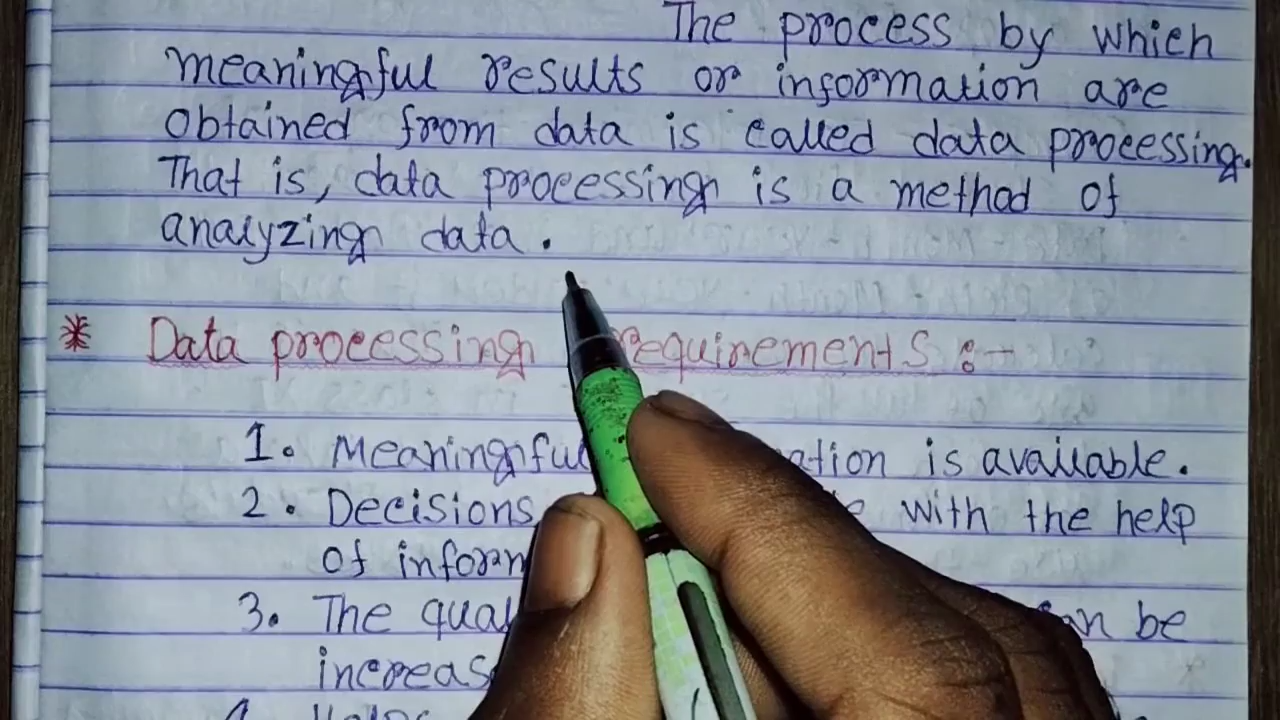 The process by which
meaningful results or information are
obtained from data is called data processing.
That is, data processing is a method of
analyzing data.
* Data processing requirements :-
1. Meaningful is available.
2. Decisions with the help
of
3. The be